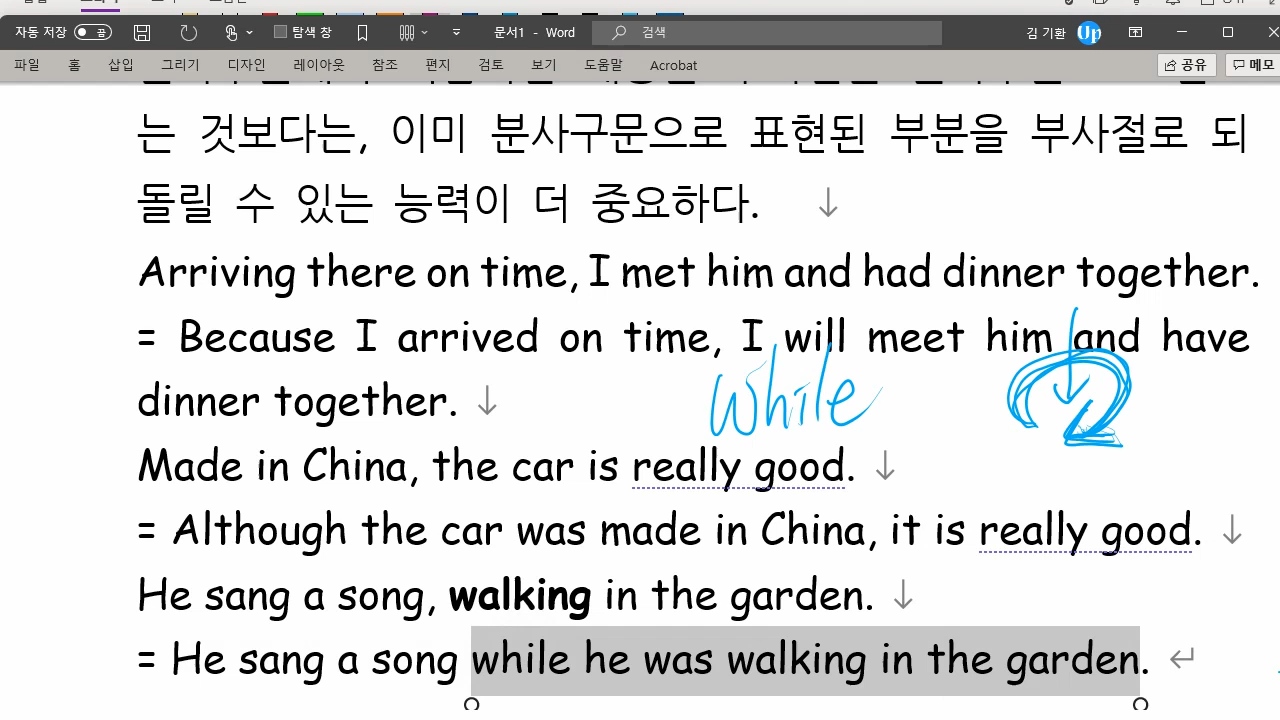 자동 저장 끔 탐색 창 문서1 - Word 검색 김 기환 Up
파일 홈 삽입 그리기 디자인 레이아웃 참조 편지 검토 보기 도움말 Acrobat 공유 메모
는 것보다는, 이미 분사구문으로 표현된 부분을 부사절로 되
돌릴 수 있는 능력이 더 중요하다. ↓
Arriving there on time, I met him and had dinner together.
= Because I arrived on time, I will meet him and have
dinner together. ↓
while
Made in China, the car is really good. ↓
= Although the car was made in China, it is really good. ↓
He sang a song, walking in the garden. ↓
= He sang a song while he was walking in the garden. ↵